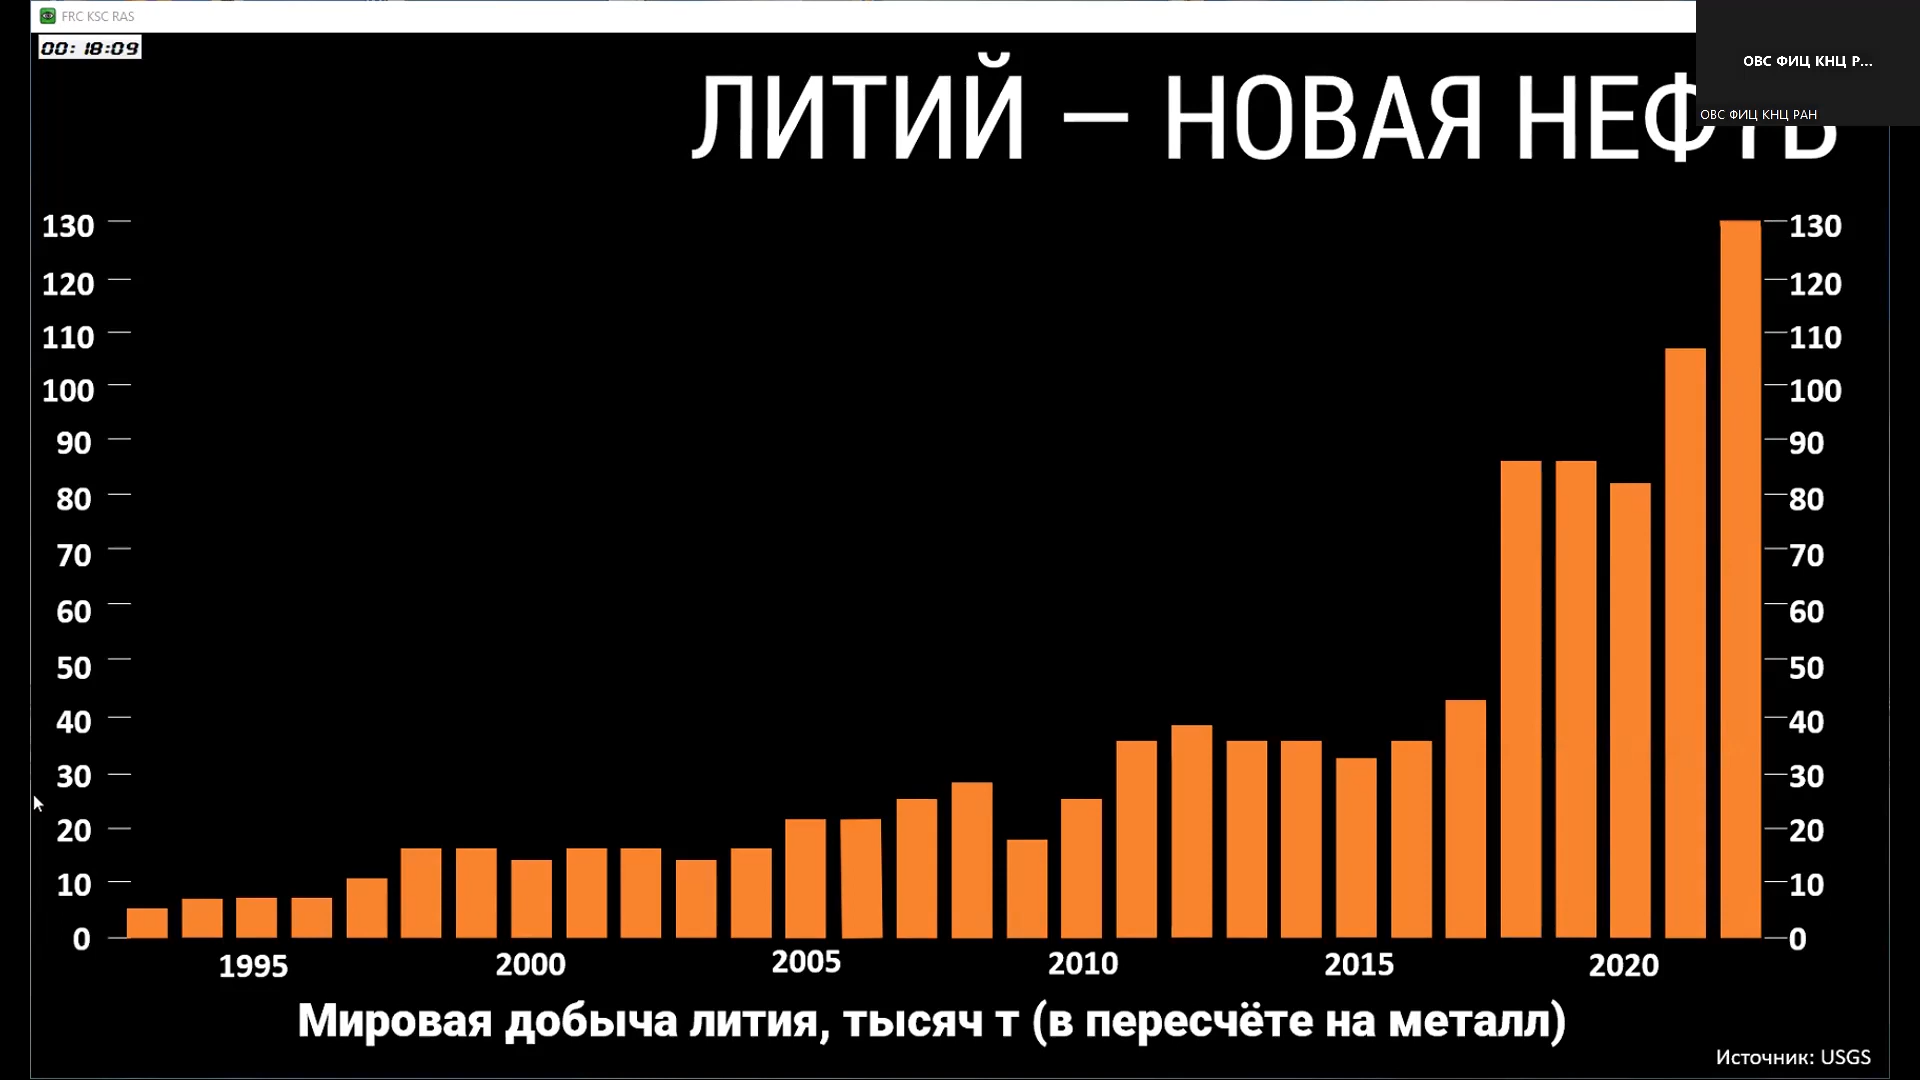 FRC KSC RAS
00:18:09
ОВС ФИЦ КНЦ Р...
ОВС ФИЦ КНЦ РАН
ЛИТИЙ — НОВАЯ НЕФТЬ
130 130
120 120
110 110
100 100
90 90
80 80
70 70
60 60
50 50
40 40
30 30
20 20
10 10
0 0
1995 2000 2005 2010 2015 2020
Мировая добыча лития, тысяч т (в пересчёте на металл)
Источник: USGS